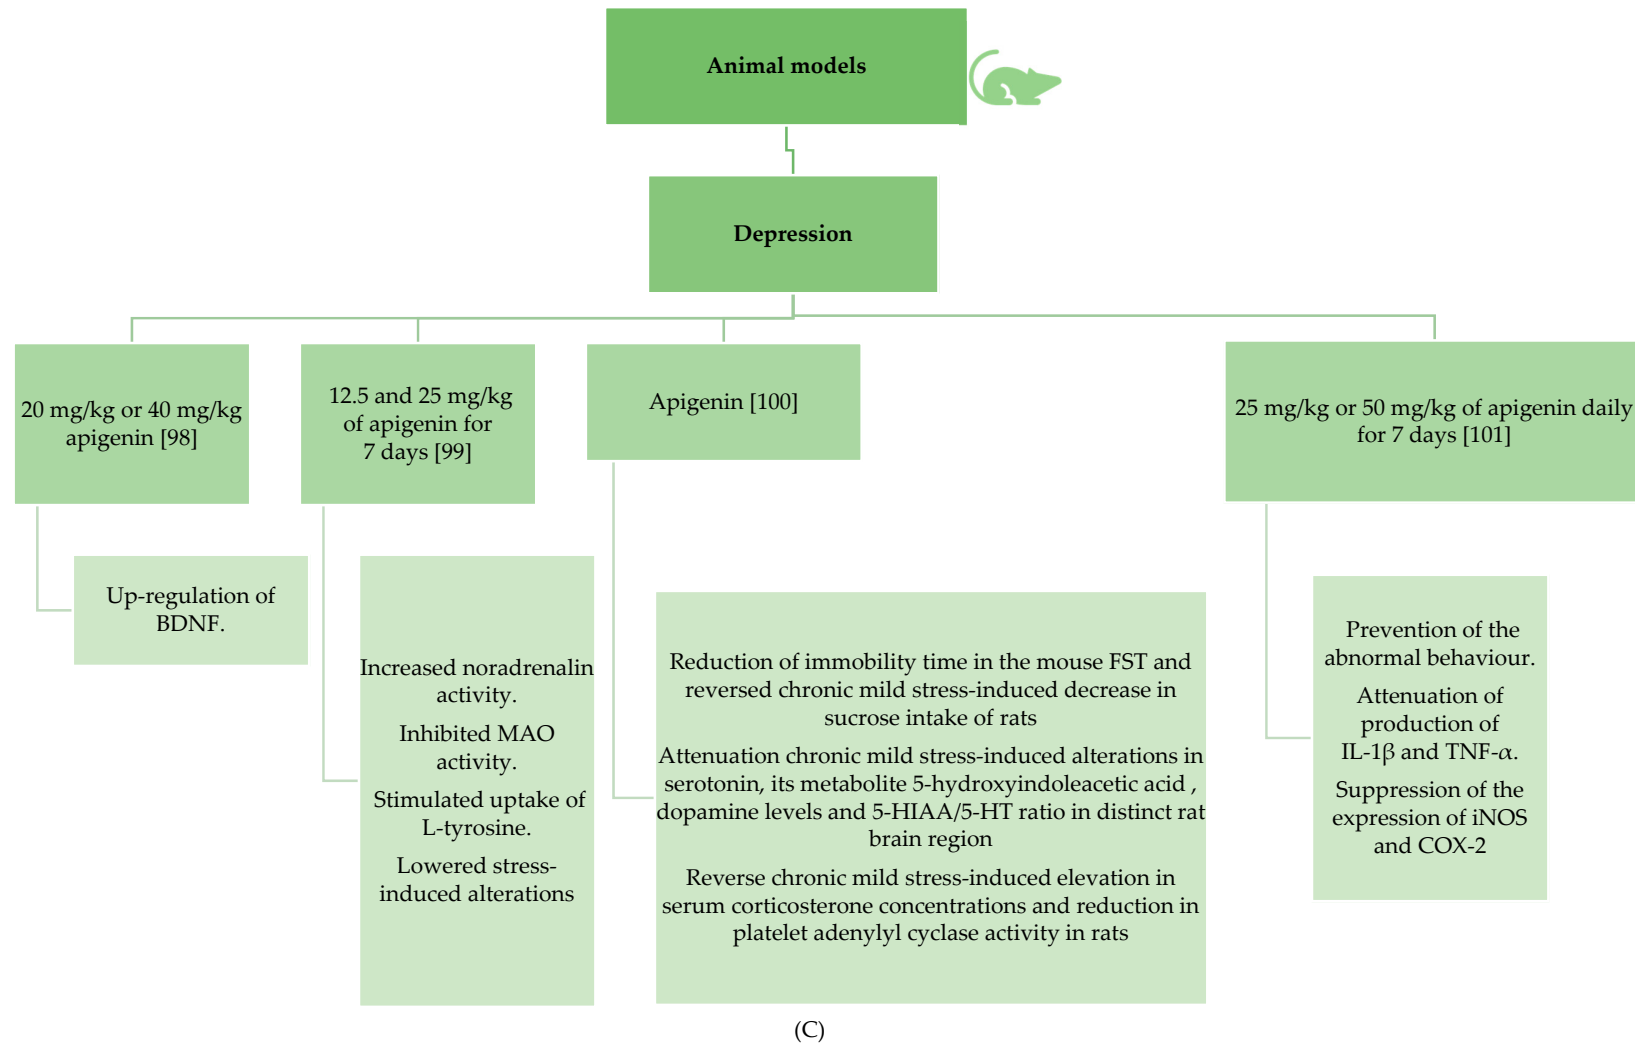 Animal models
Depression
20 mg/kg or 40 mg/kg
apigenin [98]
12.5 and 25 mg/kg
of apigenin for
7 days [99]
Apigenin [100]
25 mg/kg or 50 mg/kg of apigenin daily
for 7 days [101]
Up-regulation of
BDNF.
Increased noradrenalin
activity.
Inhibited MAO
activity.
Stimulated uptake of
L-tyrosine.
Lowered stress-
induced alterations
Reduction of immobility time in the mouse FST and
reversed chronic mild stress-induced decrease in
sucrose intake of rats
Attenuation chronic mild stress-induced alterations in
serotonin, its metabolite 5-hydroxyindoleacetic acid ,
dopamine levels and 5-HIAA/5-HT ratio in distinct rat
brain region
Reverse chronic mild stress-induced elevation in
serum corticosterone concentrations and reduction in
platelet adenylyl cyclase activity in rats
Prevention of the
abnormal behaviour.
Attenuation of
production of
IL-1β and TNF-α.
Suppression of the
expression of iNOS
and COX-2
(C)